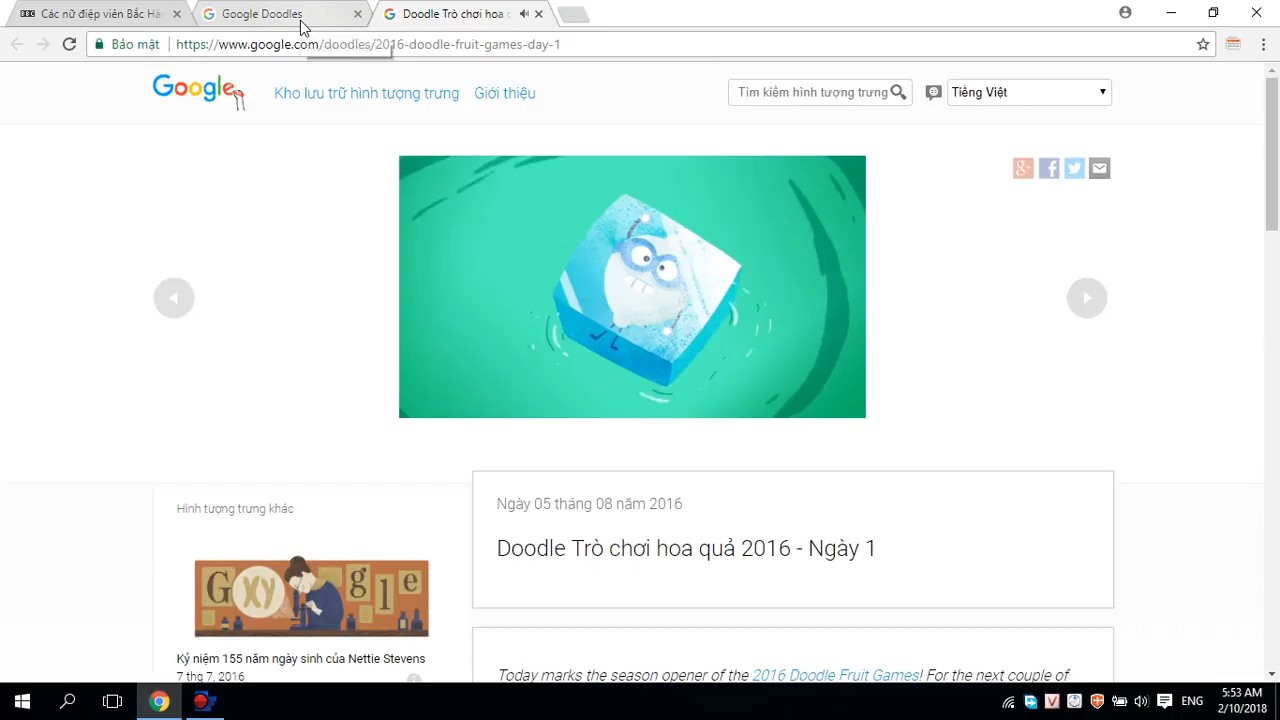 Các nữ điệp viên Bắc Hàn
Google Doodles
Doodle Trò chơi hoa q
Bảo mật
https://www.google.com/doodles/2016-doodle-fruit-games-day-1
Google
Kho lưu trữ hình tượng trưng
Giới thiệu
Tìm kiếm hình tượng trưng
Tiếng Việt
Hình tượng trưng khác
Google
XY
Kỷ niệm 155 năm ngày sinh của Nettie Stevens
7 thg 7, 2016
Ngày 05 tháng 08 năm 2016
Doodle Trò chơi hoa quả 2016 - Ngày 1
Today marks the season opener of the 2016 Doodle Fruit Games! For the next couple of
ENG
5:53 AM
2/10/2018